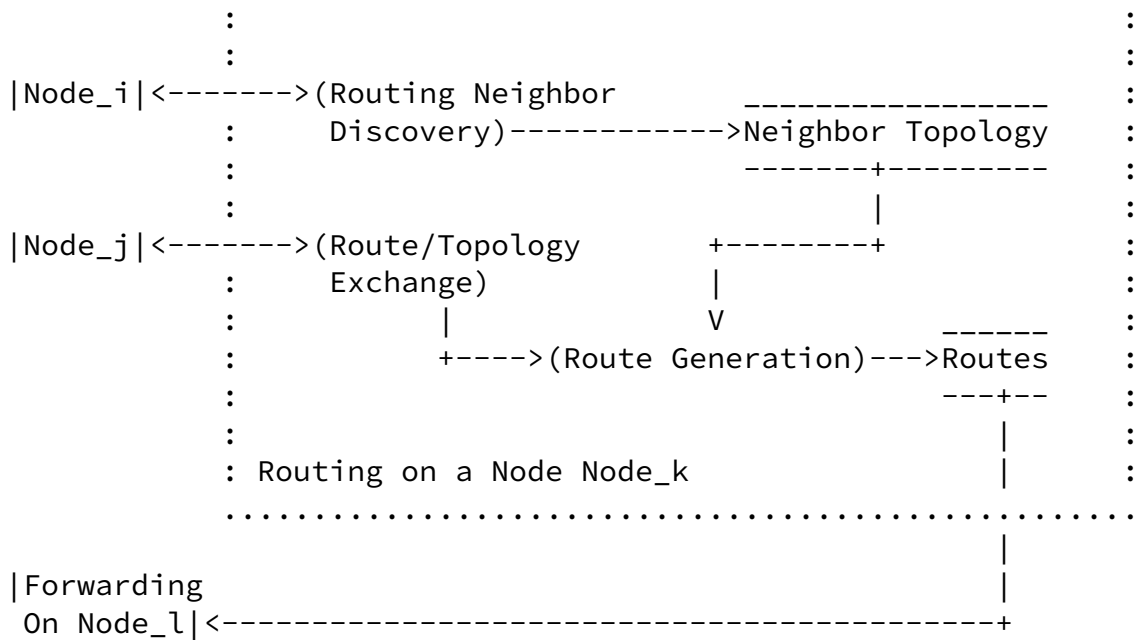 |Node_i|<------->(Routing Neighbor
Discovery)------------>Neighbor Topology
|Node_j|<------->(Route/Topology
Exchange)
V
+---->(Route Generation)--->Routes
: Routing on a Node Node_k
|Forwarding
On Node_l|<-------------------------------------------+